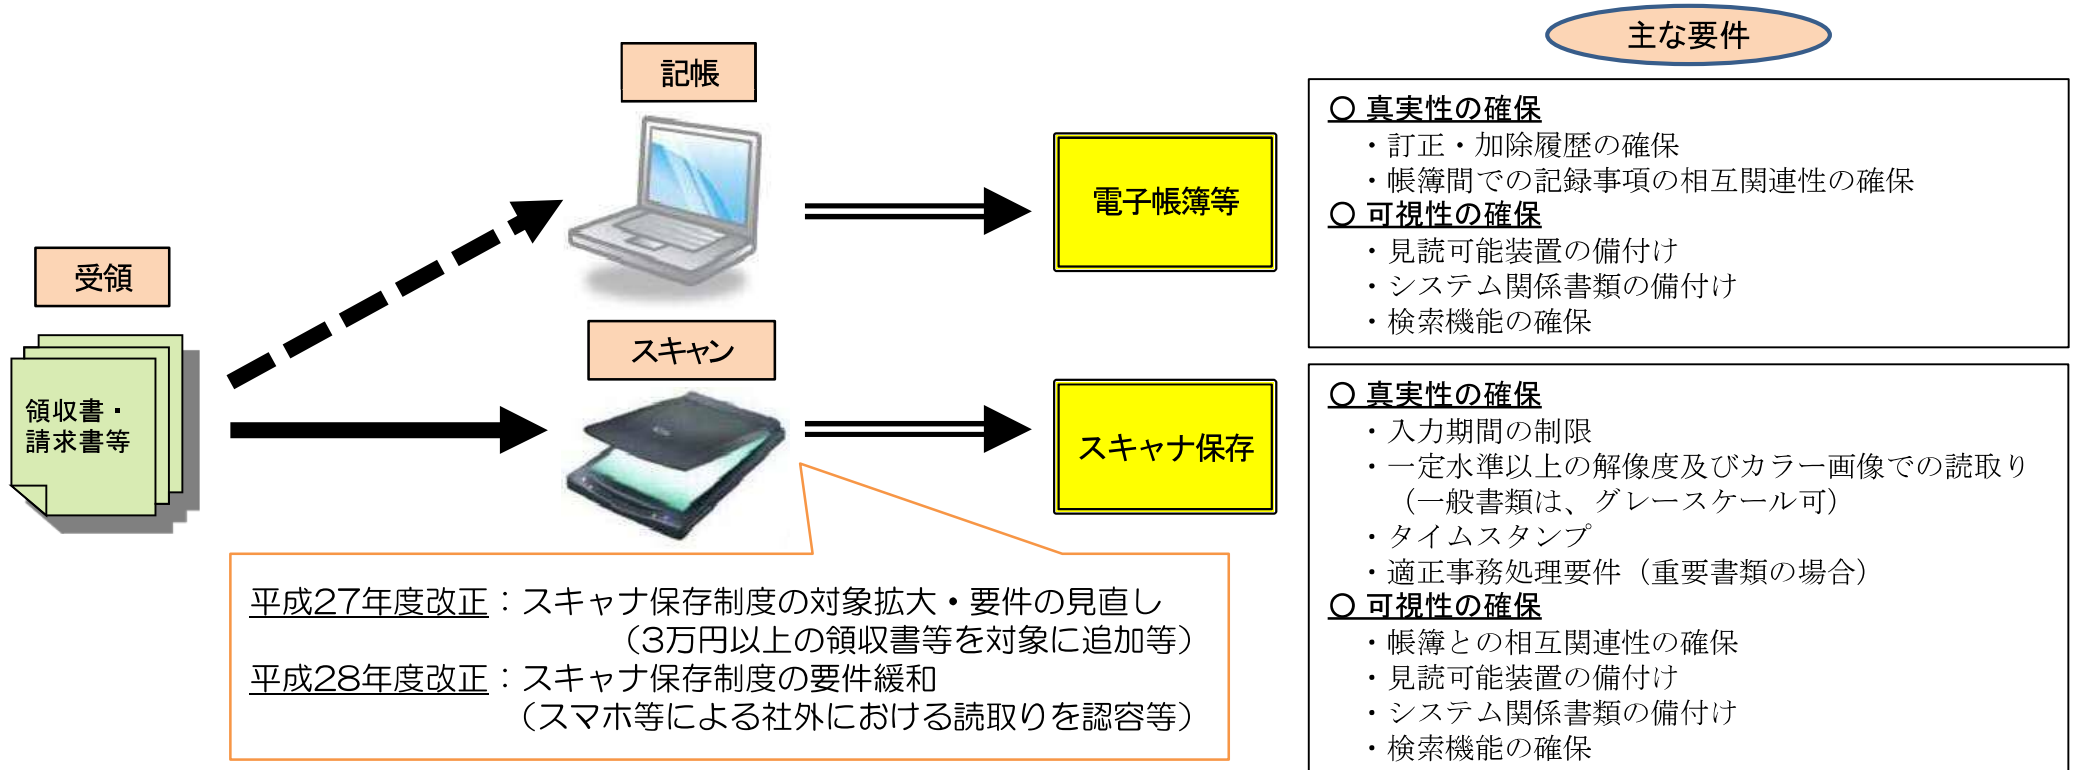 主な要件
記帳
受領
領収書・
請求書等
スキャン
電子帳簿等
スキャナ保存
○ 真実性の確保
・訂正・加除履歴の確保
・帳簿間での記録事項の相互関連性の確保
○ 可視性の確保
・見読可能装置の備付け
・システム関係書類の備付け
・検索機能の確保
○ 真実性の確保
・入力期間の制限
・一定水準以上の解像度及びカラー画像での読取り
（一般書類は、グレースケール可）
・タイムスタンプ
・適正事務処理要件（重要書類の場合）
○ 可視性の確保
・帳簿との相互関連性の確保
・見読可能装置の備付け
・システム関係書類の備付け
・検索機能の確保
平成27年度改正：スキャナ保存制度の対象拡大・要件の見直し
（3万円以上の領収書等を対象に追加等）
平成28年度改正：スキャナ保存制度の要件緩和
（スマホ等による社外における読取りを認容等）